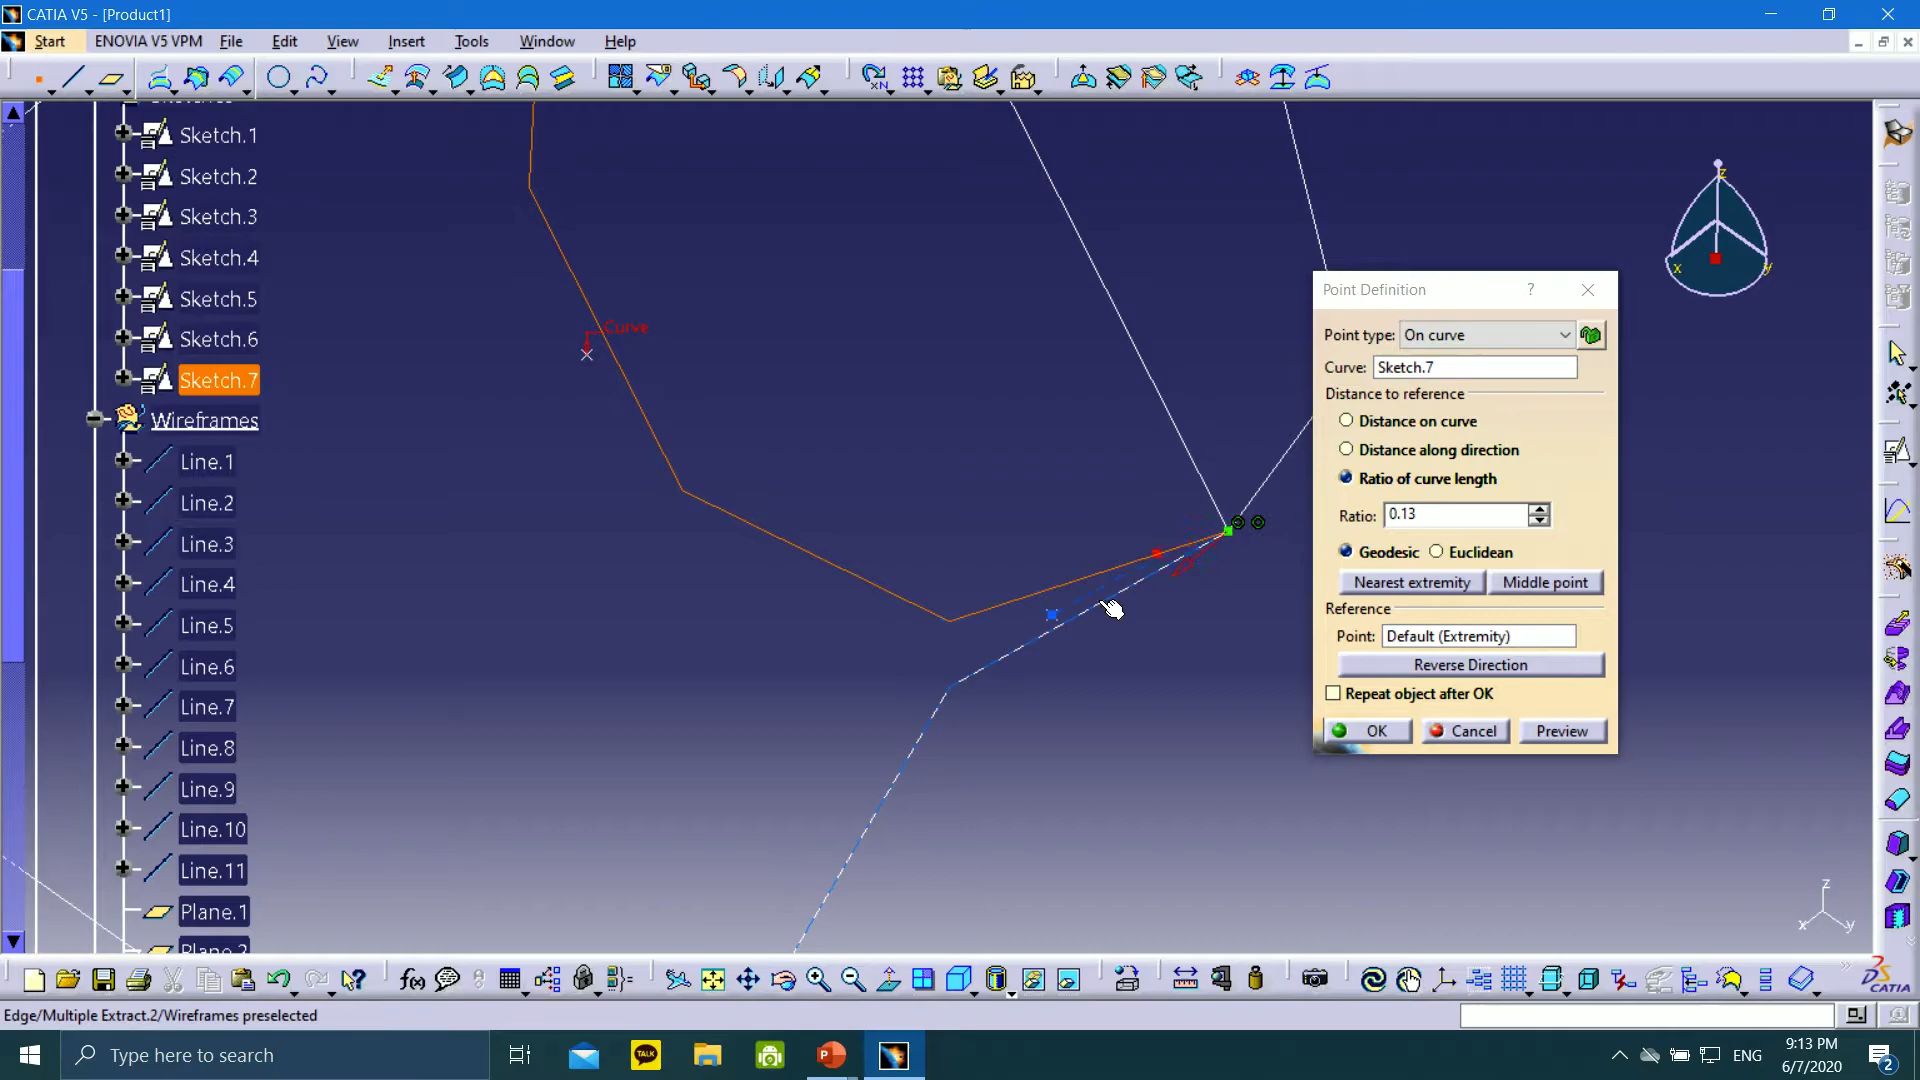 CATIA V5 - [Product1]
Start
ENOVIA V5 VPM
File
Edit
View
Insert
Tools
Window
Help
Sketch.1
Sketch.2
Sketch.3
Sketch.4
Sketch.5
Sketch.6
Sketch.7
Wireframes
Line.1
Line.2
Line.3
Line.4
Line.5
Line.6
Line.7
Line.8
Line.9
Line.10
Line.11
Plane.1
Plane.2
Curve
z
x
y
Point Definition
?
Point type: On curve
Curve: Sketch.7
Distance to reference
Distance on curve
Distance along direction
Ratio of curve length
Ratio: 0.13
Geodesic
Euclidean
Nearest extremity
Middle point
Reference
Point: Default (Extremity)
Reverse Direction
Repeat object after OK
OK
Cancel
Preview
z
x
y
f(x)
CATIA
Edge/Multiple Extract.2/Wireframes preselected
Type here to search
TALK
P
ENG
9:13 PM
6/7/2020
2